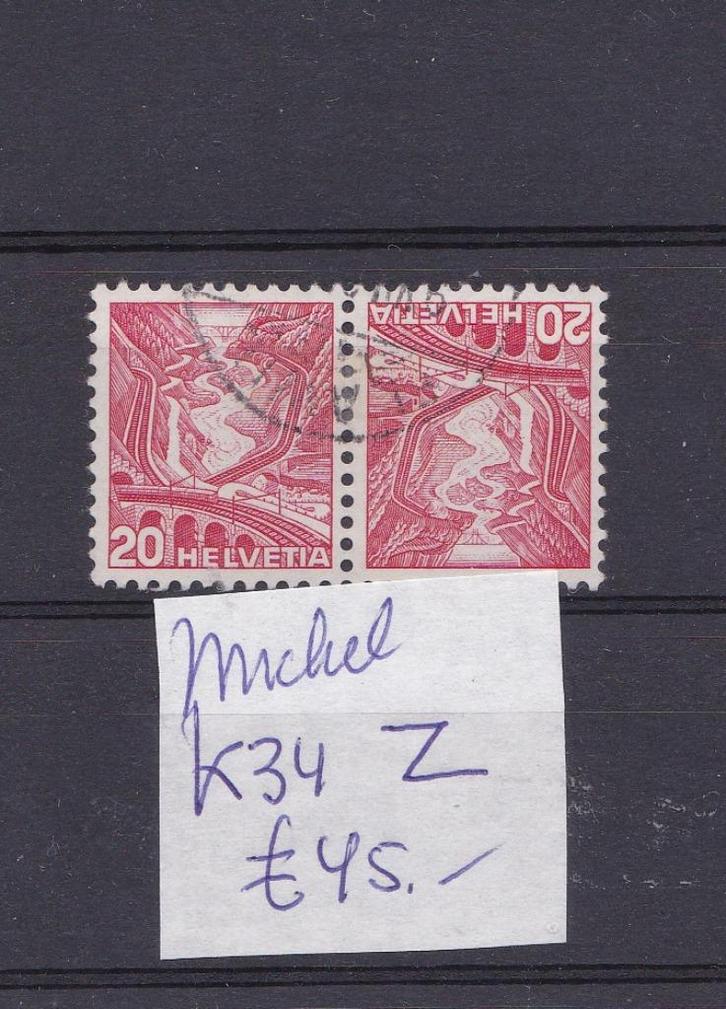 20 HELVETIA
20 HELVETIA
Michel
K34 Z
€45.-